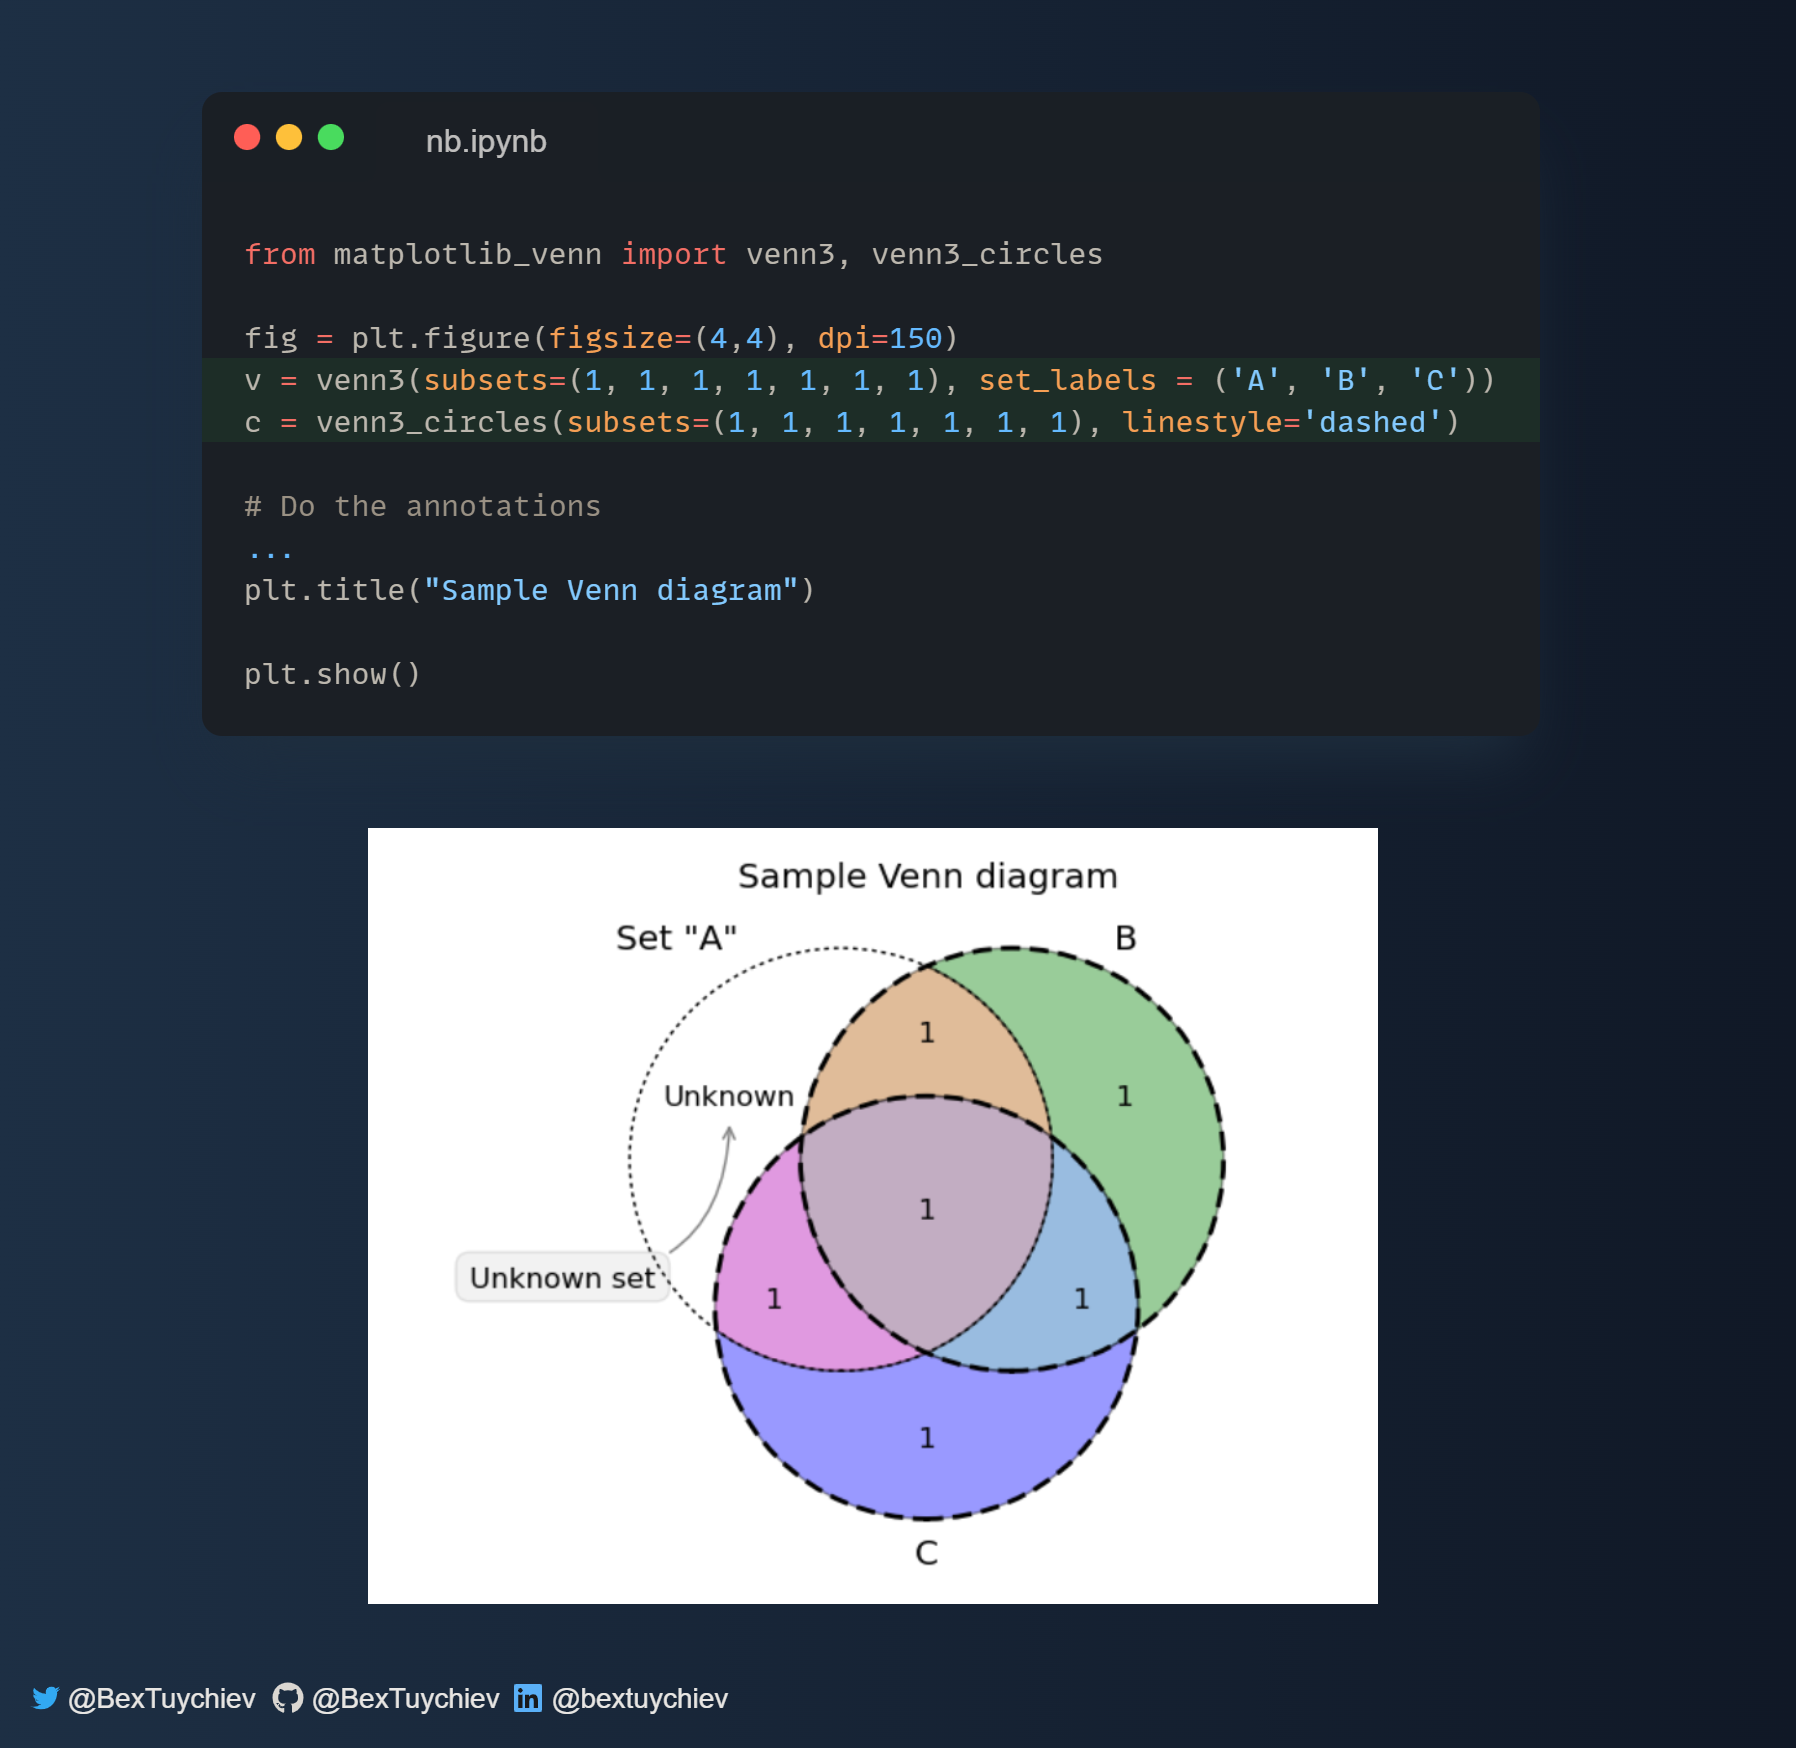 nb.ipynb
from matplotlib_venn import venn3, venn3_circles
fig = plt.figure(figsize=(4,4), dpi=150)
v = venn3(subsets=(1, 1, 1, 1, 1, 1, 1), set_labels = ('A', 'B', 'C'))
c = venn3_circles(subsets=(1, 1, 1, 1, 1, 1, 1), linestyle='dashed')
# Do the annotations
...
plt.title("Sample Venn diagram")
plt.show()
Sample Venn diagram
Set "A"
B
1
Unknown
1
1
Unknown set
1
1
1
C
@BexTuychiev @BexTuychiev in @bextuychiev